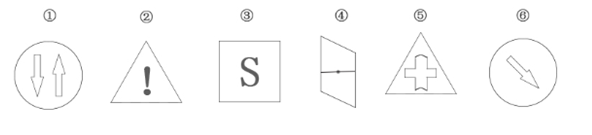 ① ② ③ ④ ⑤ ⑥
! S